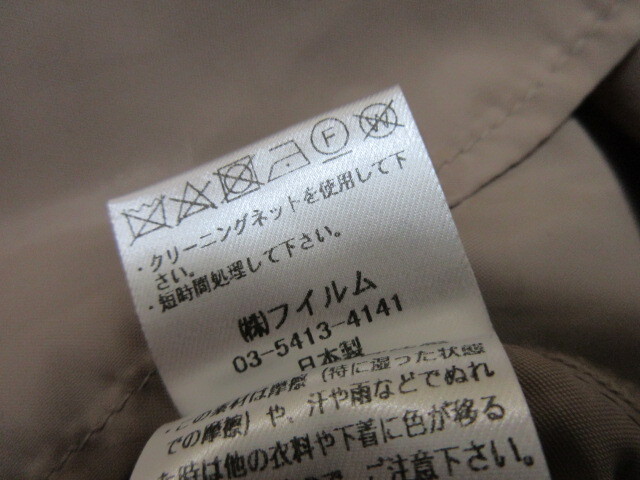 F W
・クリーニングネットを使用して下
さい。
・短時間処理して下さい。
㈱フイルム
03-5413-4141
日本製
・この素材は摩擦（特に湿った状態
での摩擦）や、汗や雨などでぬれ
た時は他の衣料や下着に色が移る
ご注意下さい。